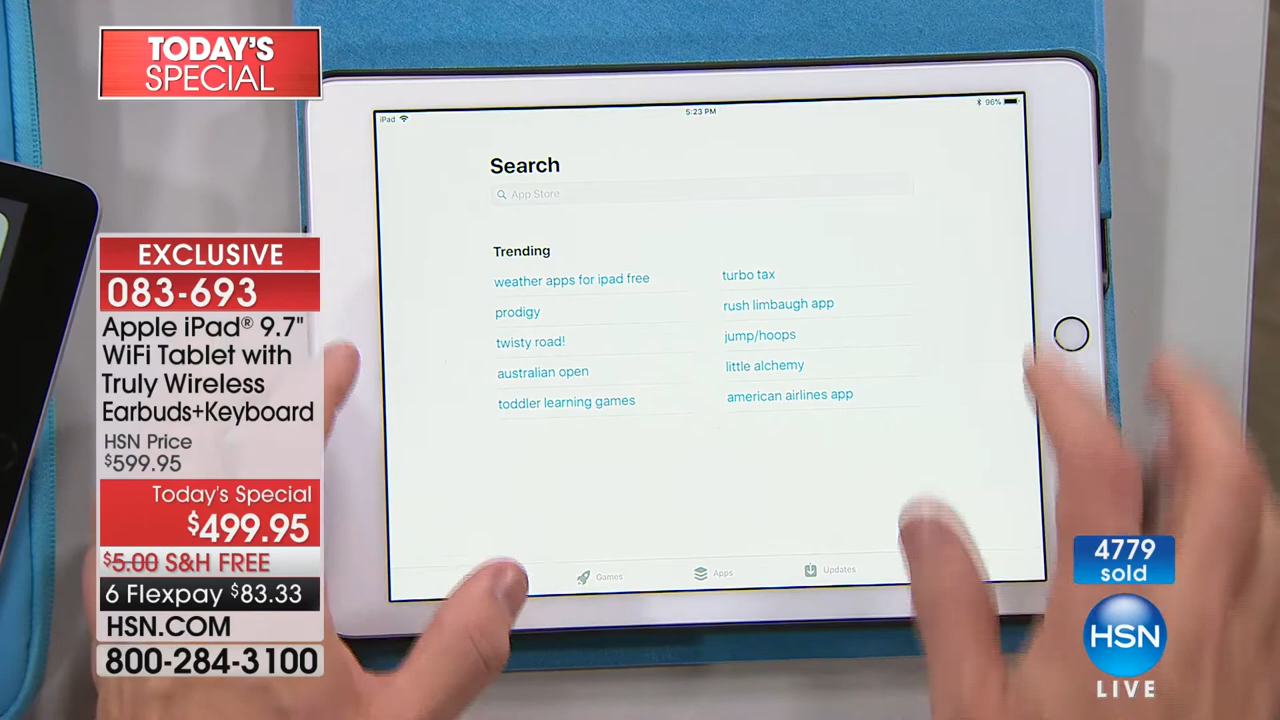 TODAY'S
SPECIAL
EXCLUSIVE
083-693
Apple iPad® 9.7"
WiFi Tablet with
Truly Wireless
Earbuds+Keyboard
HSN Price
$599.95
Today's Special
$499.95
$5.00 S&H FREE
6 Flexpay $83.33
HSN.COM
800-284-3100
iPad
5:23 PM
96%
Search
App Store
Trending
weather apps for ipad free
turbo tax
prodigy
rush limbaugh app
twisty road!
jump/hoops
australian open
little alchemy
toddler learning games
american airlines app
Games
Apps
Updates
4779
sold
HSN
LIVE